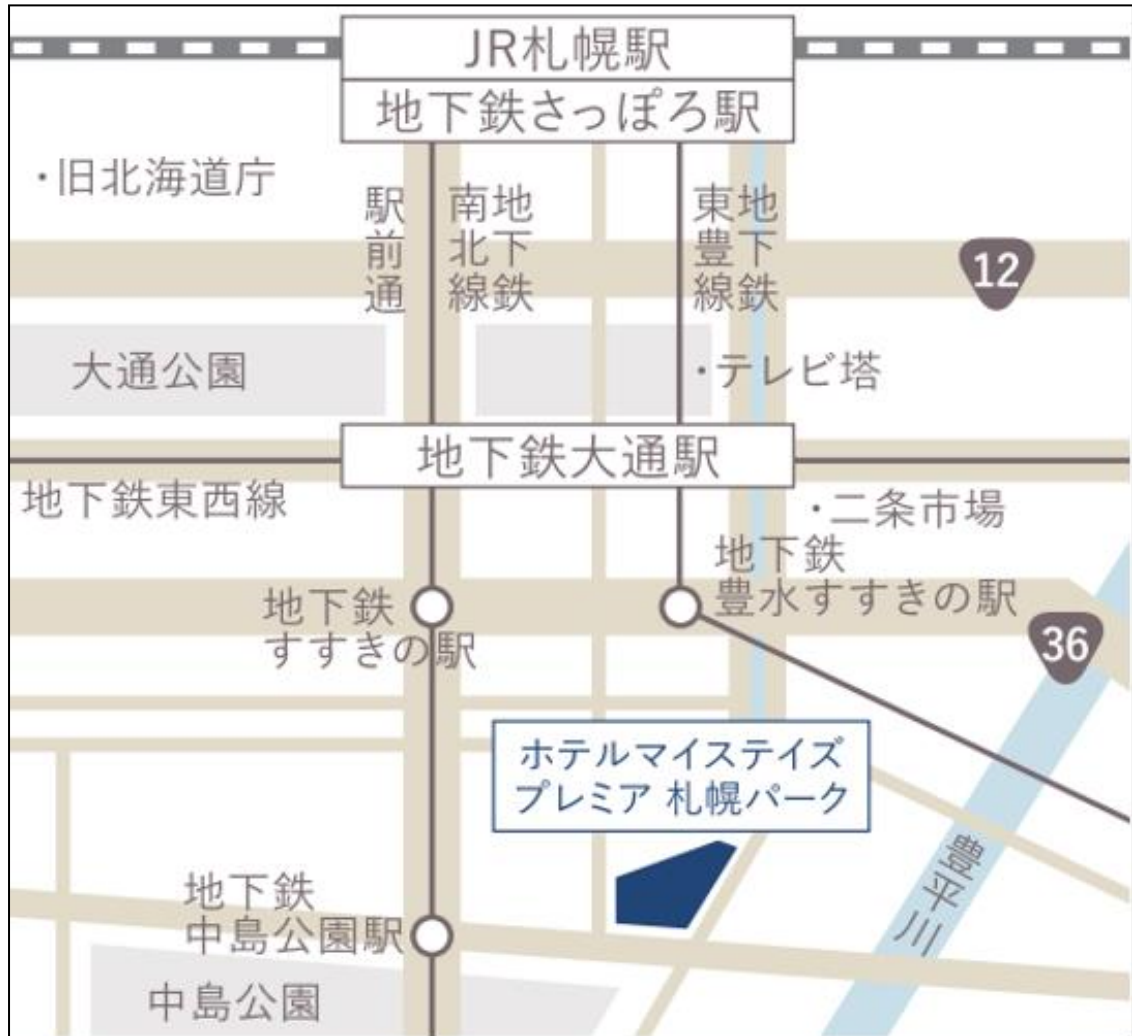 JR札幌駅
地下鉄さっぽろ駅
・旧北海道庁
駅前通
地下鉄
南北線
地下鉄
東豊線
12
大通公園
・テレビ塔
地下鉄大通駅
地下鉄東西線
・二条市場
地下鉄
豊水すすきの駅
地下鉄
すすきの駅
36
ホテルマイステイズ
プレミア 札幌パーク
豊平川
地下鉄
中島公園駅
中島公園